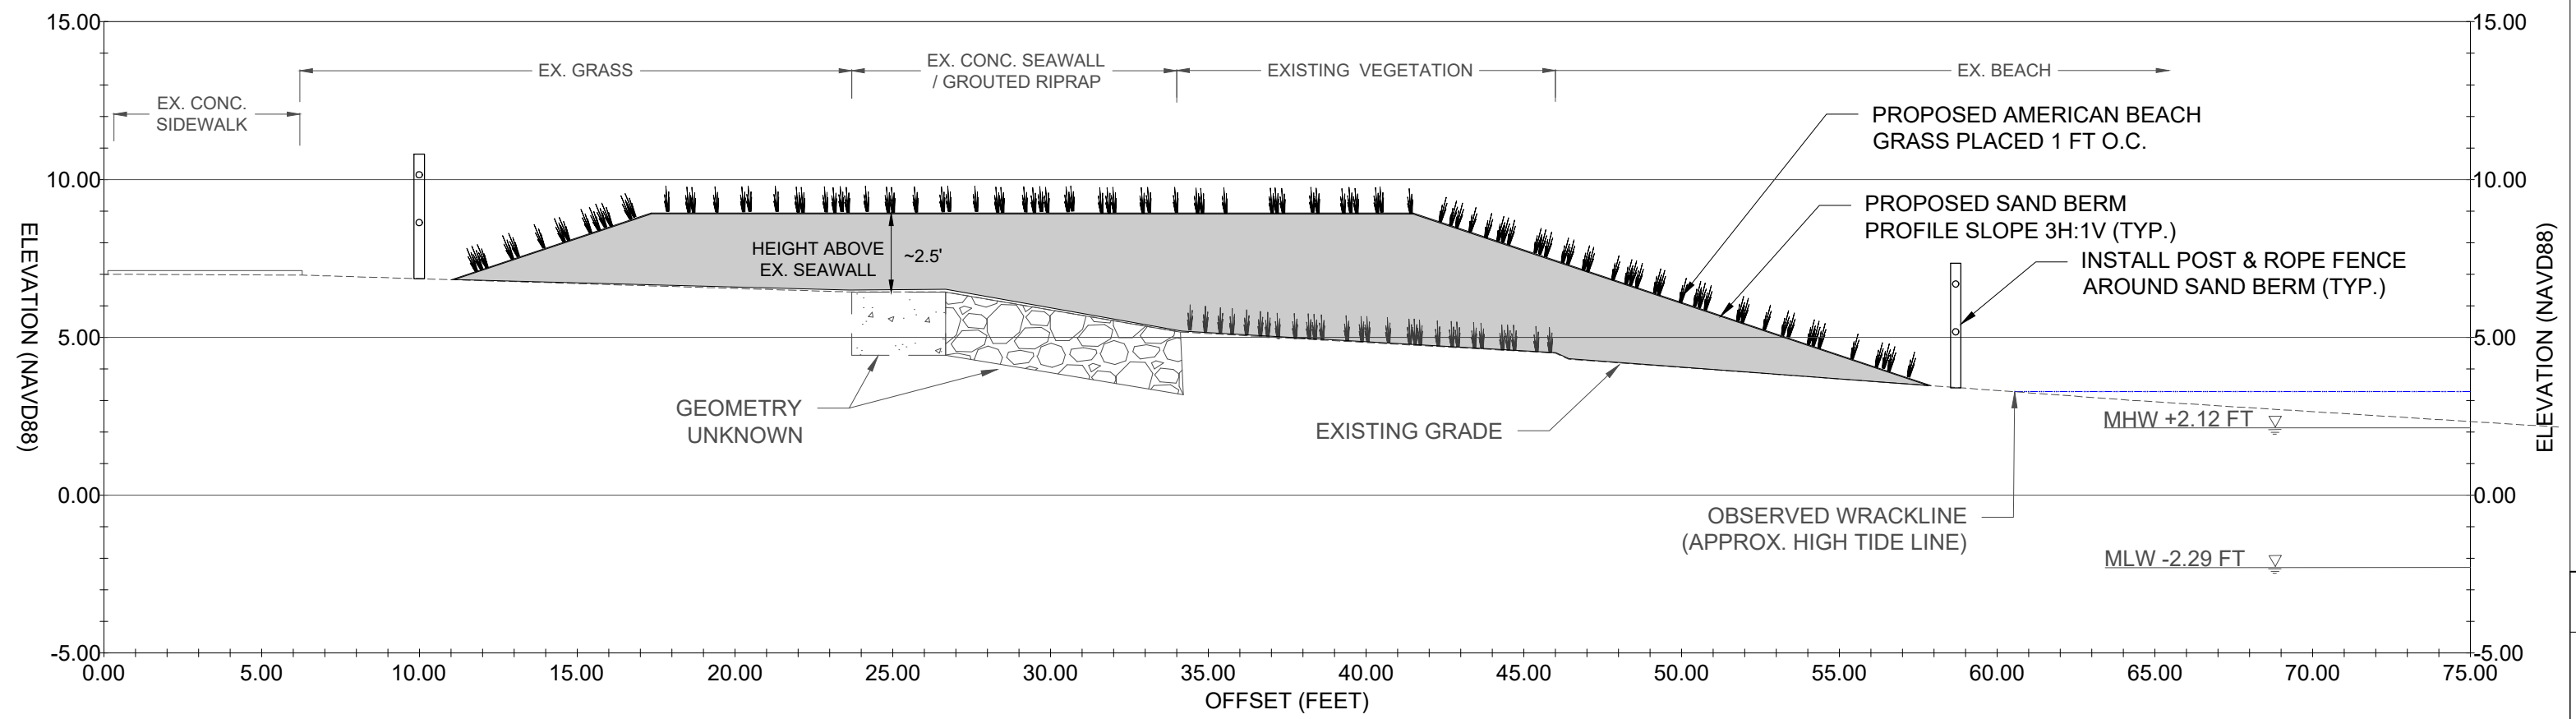 15.00
10.00
5.00
0.00
-5.00
ELEVATION (NAVD88)
EX. CONC.
SIDEWALK
EX. GRASS
EX. CONC. SEAWALL
/ GROUTED RIPRAP
EXISTING VEGETATION
EX. BEACH
PROPOSED AMERICAN BEACH
GRASS PLACED 1 FT O.C.
PROPOSED SAND BERM
PROFILE SLOPE 3H:1V (TYP.)
INSTALL POST & ROPE FENCE
AROUND SAND BERM (TYP.)
HEIGHT ABOVE
EX. SEAWALL
~2.5'
GEOMETRY
UNKNOWN
EXISTING GRADE
MHW +2.12 FT
OBSERVED WRACKLINE
(APPROX. HIGH TIDE LINE)
MLW -2.29 FT
15.00
10.00
5.00
0.00
-5.00
ELEVATION (NAVD88)
0.00 5.00 10.00 15.00 20.00 25.00 30.00 35.00 40.00 45.00 50.00 55.00 60.00 65.00 70.00 75.00
OFFSET (FEET)